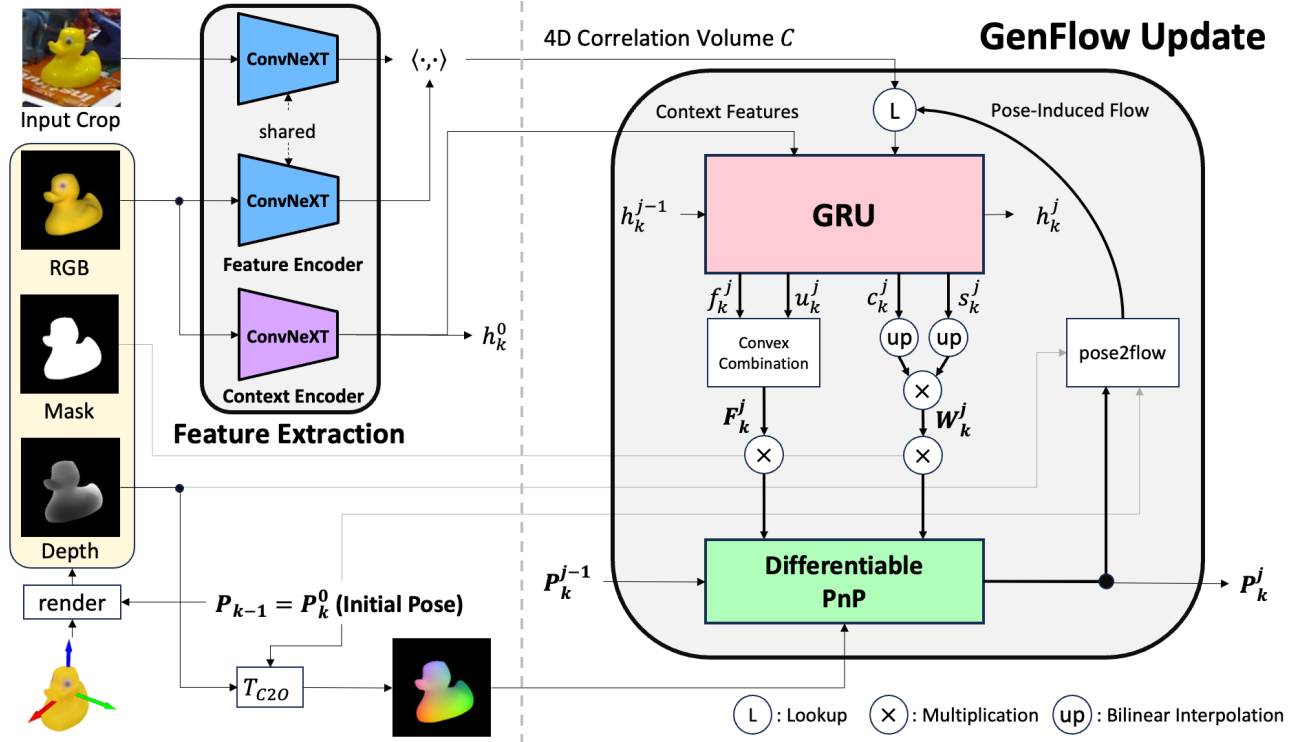 GenFlow Update
4D Correlation Volume C
Input Crop
ConvNeXT
⟨·,·⟩
shared
ConvNeXT
Feature Encoder
ConvNeXT
Context Encoder
Feature Extraction
h_k^0
RGB
Mask
Depth
render
P_{k-1} = P_k^0 (Initial Pose)
T_{C2O}
Context Features
L
Pose-Induced Flow
h_k^{j-1}
GRU
h_k^j
f_k^j
u_k^j
c_k^j
s_k^j
Convex
Combination
up
up
pose2flow
×
F_k^j
W_k^j
×
×
P_k^{j-1}
Differentiable
PnP
P_k^j
L : Lookup
× : Multiplication
up : Bilinear Interpolation